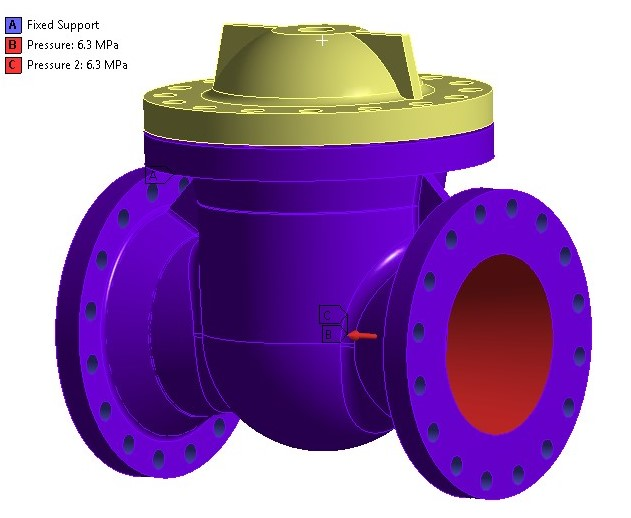 A Fixed Support
B Pressure: 6.3 MPa
C Pressure 2: 6.3 MPa
A
C
B